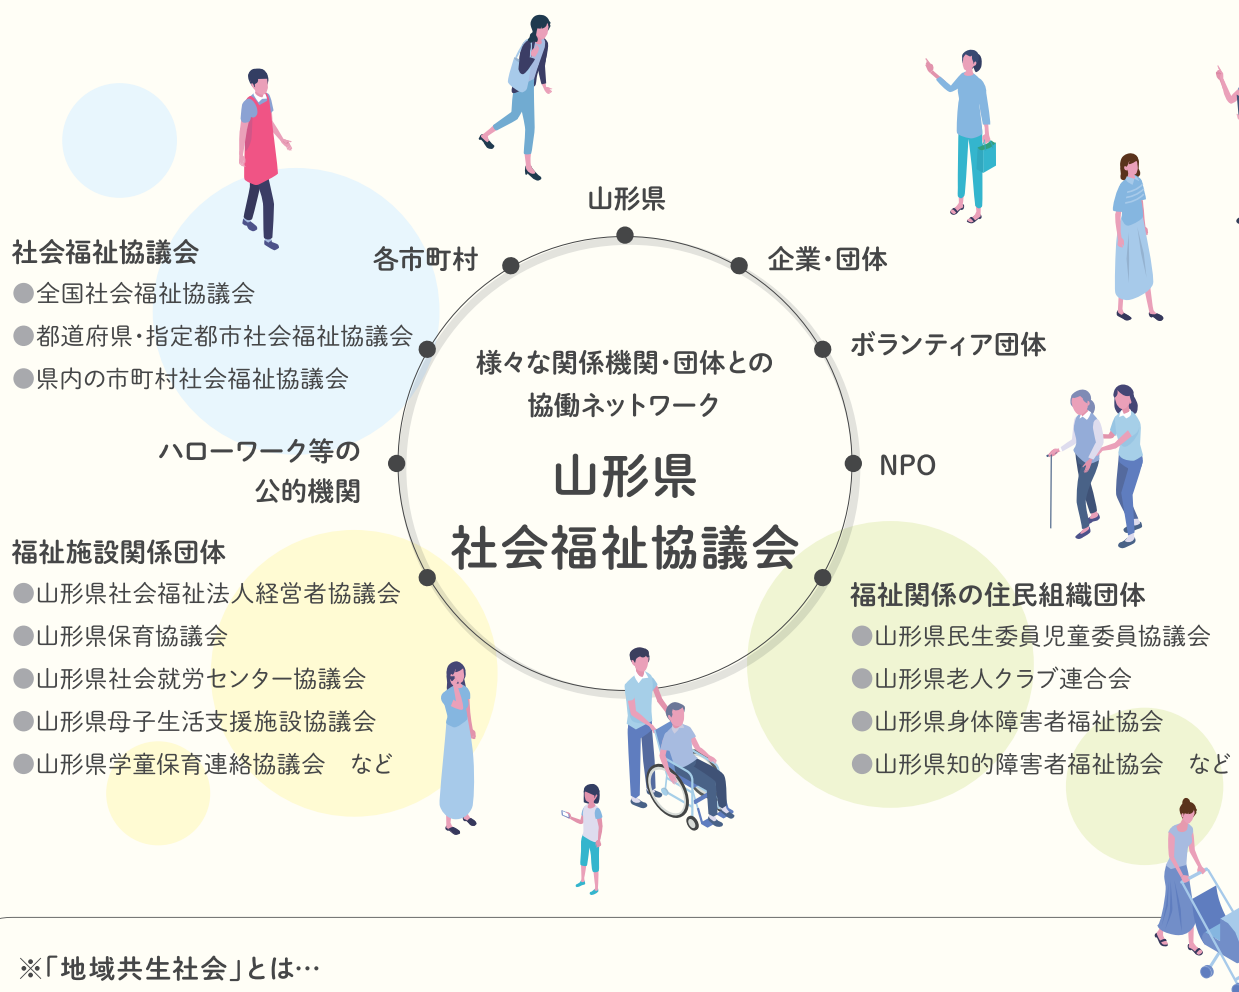 山形県
各市町村
企業・団体
社会福祉協議会
●全国社会福祉協議会
●都道府県・指定都市社会福祉協議会
●県内の市町村社会福祉協議会
ボランティア団体
様々な関係機関・団体との
協働ネットワーク
山形県
社会福祉協議会
ハローワーク等の
公的機関
NPO
福祉施設関係団体
●山形県社会福祉法人経営者協議会
●山形県保育協議会
●山形県社会就労センター協議会
●山形県母子生活支援施設協議会
●山形県学童保育連絡協議会　など
福祉関係の住民組織団体
●山形県民生委員児童委員協議会
●山形県老人クラブ連合会
●山形県身体障害者福祉協会
●山形県知的障害者福祉協会　など
※「地域共生社会」とは…